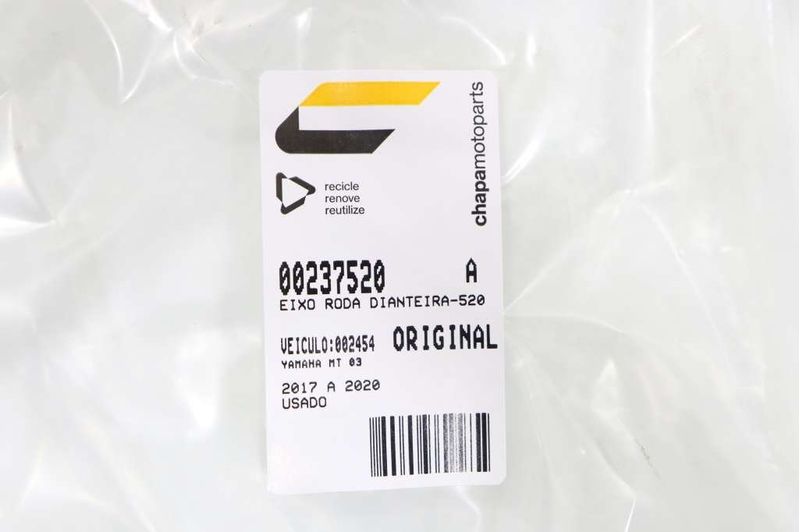 chapamotoparts
recicle
renove
reutilize
00237520 A
EIXO RODA DIANTEIRA-520
VEICULO:002454 ORIGINAL
YAMAHA MT 03
2017 A 2020
USADO